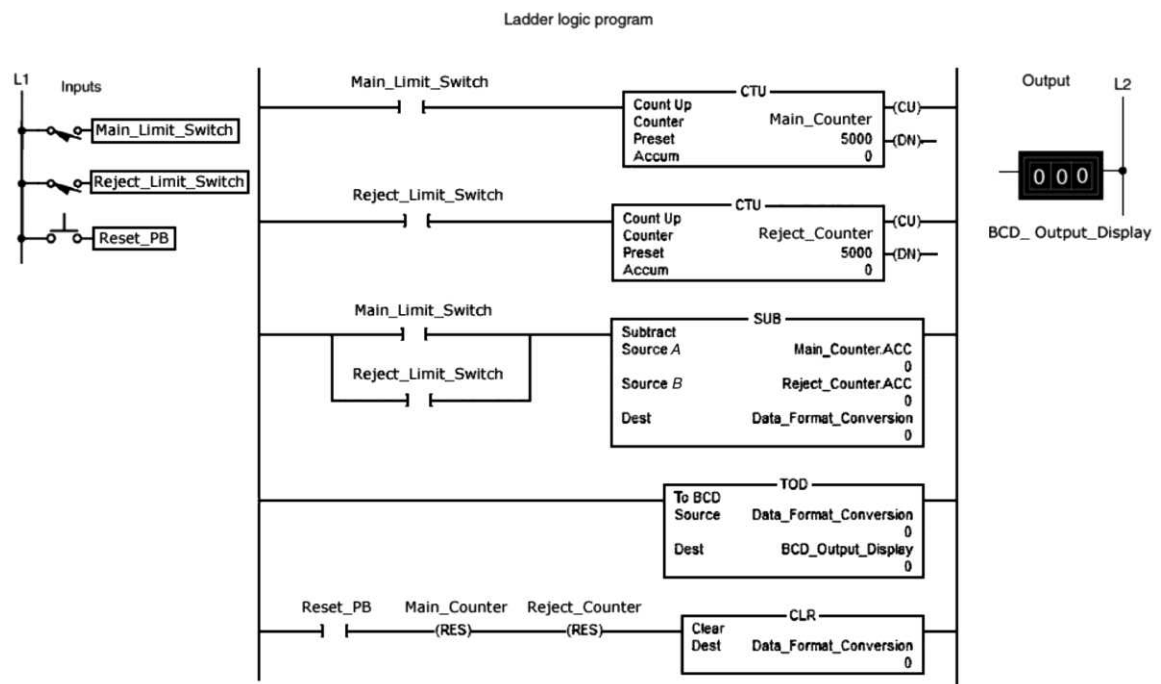 Ladder logic program
L1
Inputs
Main_Limit_Switch
Reject_Limit_Switch
Reset_PB
Main_Limit_Switch
CTU
Count Up
Counter Main_Counter
Preset 5000
Accum 0
(CU)
(DN)
Reject_Limit_Switch
CTU
Count Up
Counter Reject_Counter
Preset 5000
Accum 0
(CU)
(DN)
Main_Limit_Switch
Reject_Limit_Switch
SUB
Subtract
Source A Main_Counter.ACC
0
Source B Reject_Counter.ACC
0
Dest Data_Format_Conversion
0
TOD
To BCD
Source Data_Format_Conversion
0
Dest BCD_Output_Display
0
Reset_PB Main_Counter Reject_Counter
(RES) (RES)
CLR
Clear
Dest Data_Format_Conversion
0
Output L2
0 0 0
BCD_ Output_Display